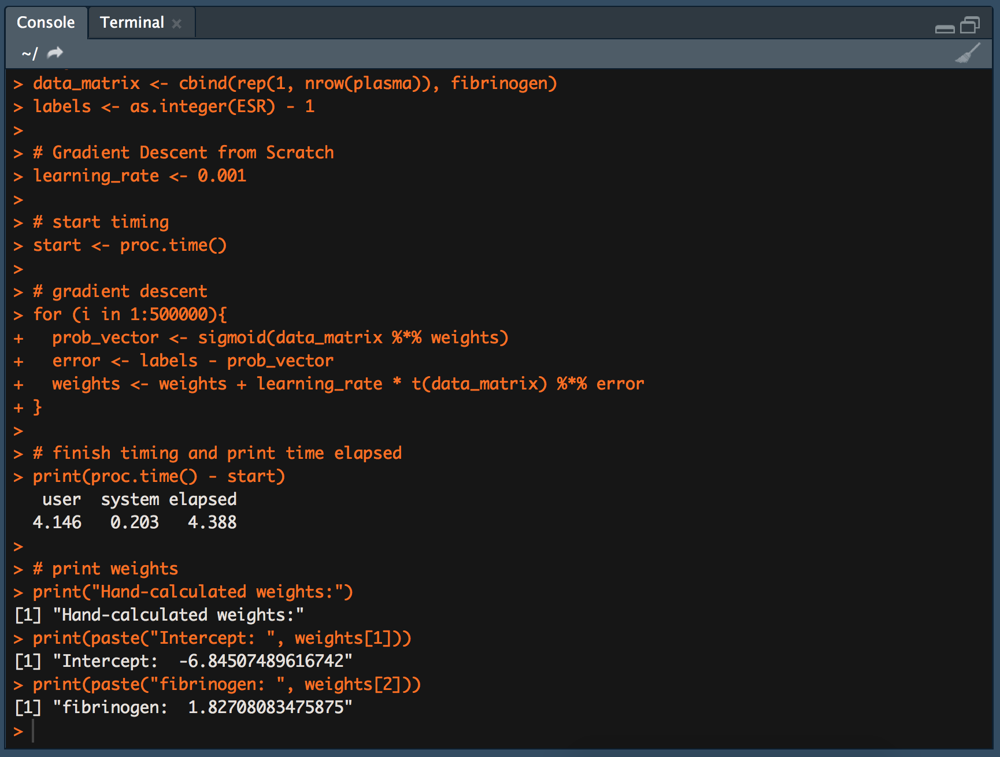 Console Terminal ×
~/
> data_matrix <- cbind(rep(1, nrow(plasma)), fibrinogen)
> labels <- as.integer(ESR) - 1
>
> # Gradient Descent from Scratch
> learning_rate <- 0.001
>
> # start timing
> start <- proc.time()
>
> # gradient descent
> for (i in 1:500000){
+   prob_vector <- sigmoid(data_matrix %*% weights)
+   error <- labels - prob_vector
+   weights <- weights + learning_rate * t(data_matrix) %*% error
+ }
>
> # finish timing and print time elapsed
> print(proc.time() - start)
   user  system elapsed
  4.146   0.203   4.388
>
> # print weights
> print("Hand-calculated weights:")
[1] "Hand-calculated weights:"
> print(paste("Intercept: ", weights[1]))
[1] "Intercept:  -6.84507489616742"
> print(paste("fibrinogen: ", weights[2]))
[1] "fibrinogen:  1.82708083475875"
>